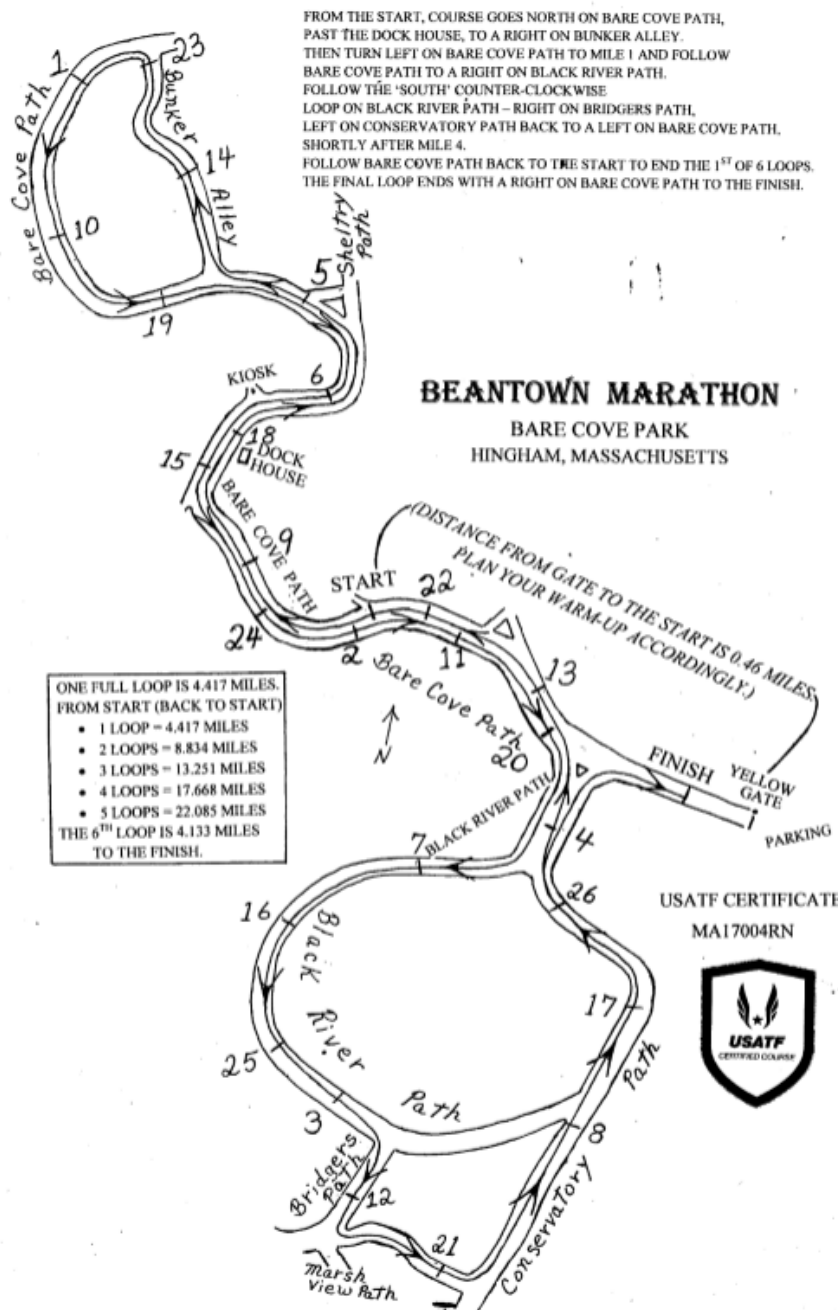 FROM THE START, COURSE GOES NORTH ON BARE COVE PATH,
PAST THE DOCK HOUSE, TO A RIGHT ON BUNKER ALLEY.
THEN TURN LEFT ON BARE COVE PATH TO MILE 1 AND FOLLOW
BARE COVE PATH TO A RIGHT ON BLACK RIVER PATH.
FOLLOW THE 'SOUTH' COUNTER-CLOCKWISE
LOOP ON BLACK RIVER PATH – RIGHT ON BRIDGERS PATH,
LEFT ON CONSERVATORY PATH BACK TO A LEFT ON BARE COVE PATH,
SHORTLY AFTER MILE 4.
FOLLOW BARE COVE PATH BACK TO THE START TO END THE 1ST OF 6 LOOPS.
THE FINAL LOOP ENDS WITH A RIGHT ON BARE COVE PATH TO THE FINISH.
23
1
Bunker
Alley
14
Bare Cove Path
10
19
5
Sheltry
Path
KIOSK
6
BEANTOWN MARATHON
BARE COVE PARK
HINGHAM, MASSACHUSETTS
18
15
DOCK
HOUSE
BARE COVE PATH
9
(DISTANCE FROM GATE TO THE START IS 0.46 MILES.
PLAN YOUR WARM-UP ACCORDINGLY.)
START
22
24
2
11
13
Bare Cove Path
20
N
ONE FULL LOOP IS 4.417 MILES.
FROM START (BACK TO START)
• 1 LOOP = 4.417 MILES
• 2 LOOPS = 8.834 MILES
• 3 LOOPS = 13.251 MILES
• 4 LOOPS = 17.668 MILES
• 5 LOOPS = 22.085 MILES
THE 6TH LOOP IS 4.133 MILES
TO THE FINISH.
FINISH
YELLOW
GATE
PARKING
BLACK RIVER PATH
7
4
26
16
Black River Path
USATF CERTIFICATE
MA17004RN
USATF
CERTIFIED COURSE
17
25
3
8
Conservatory Path
Bridgers
Path
12
21
Marsh
View Path